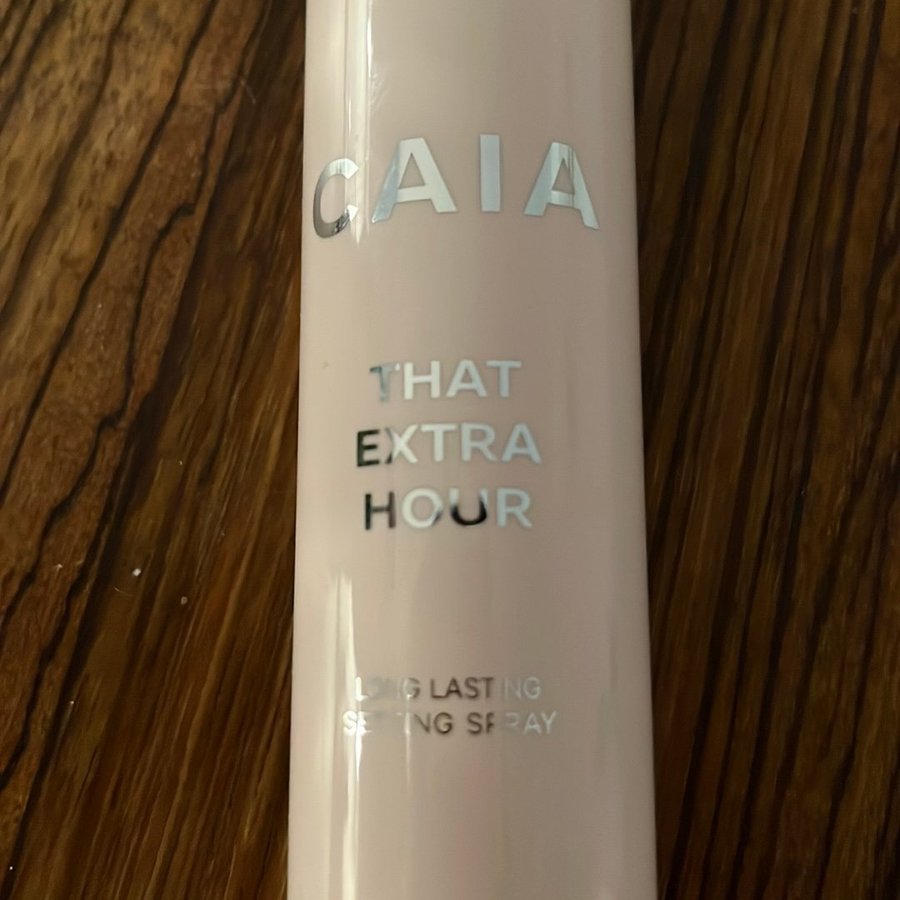 CAIA
THAT
EXTRA
HOUR
LONG LASTING
SETTING SPRAY